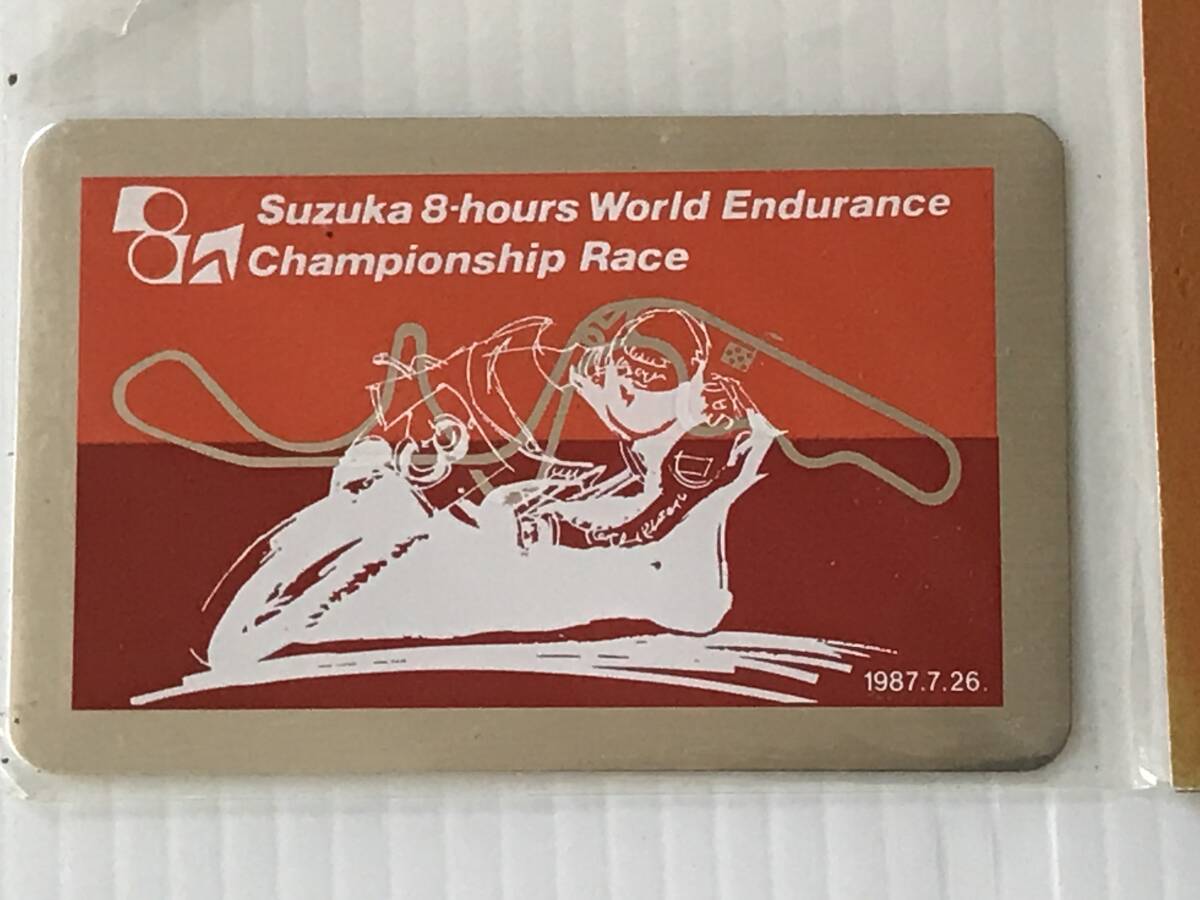 Suzuka 8-hours World Endurance
Championship Race
1987.7.26.